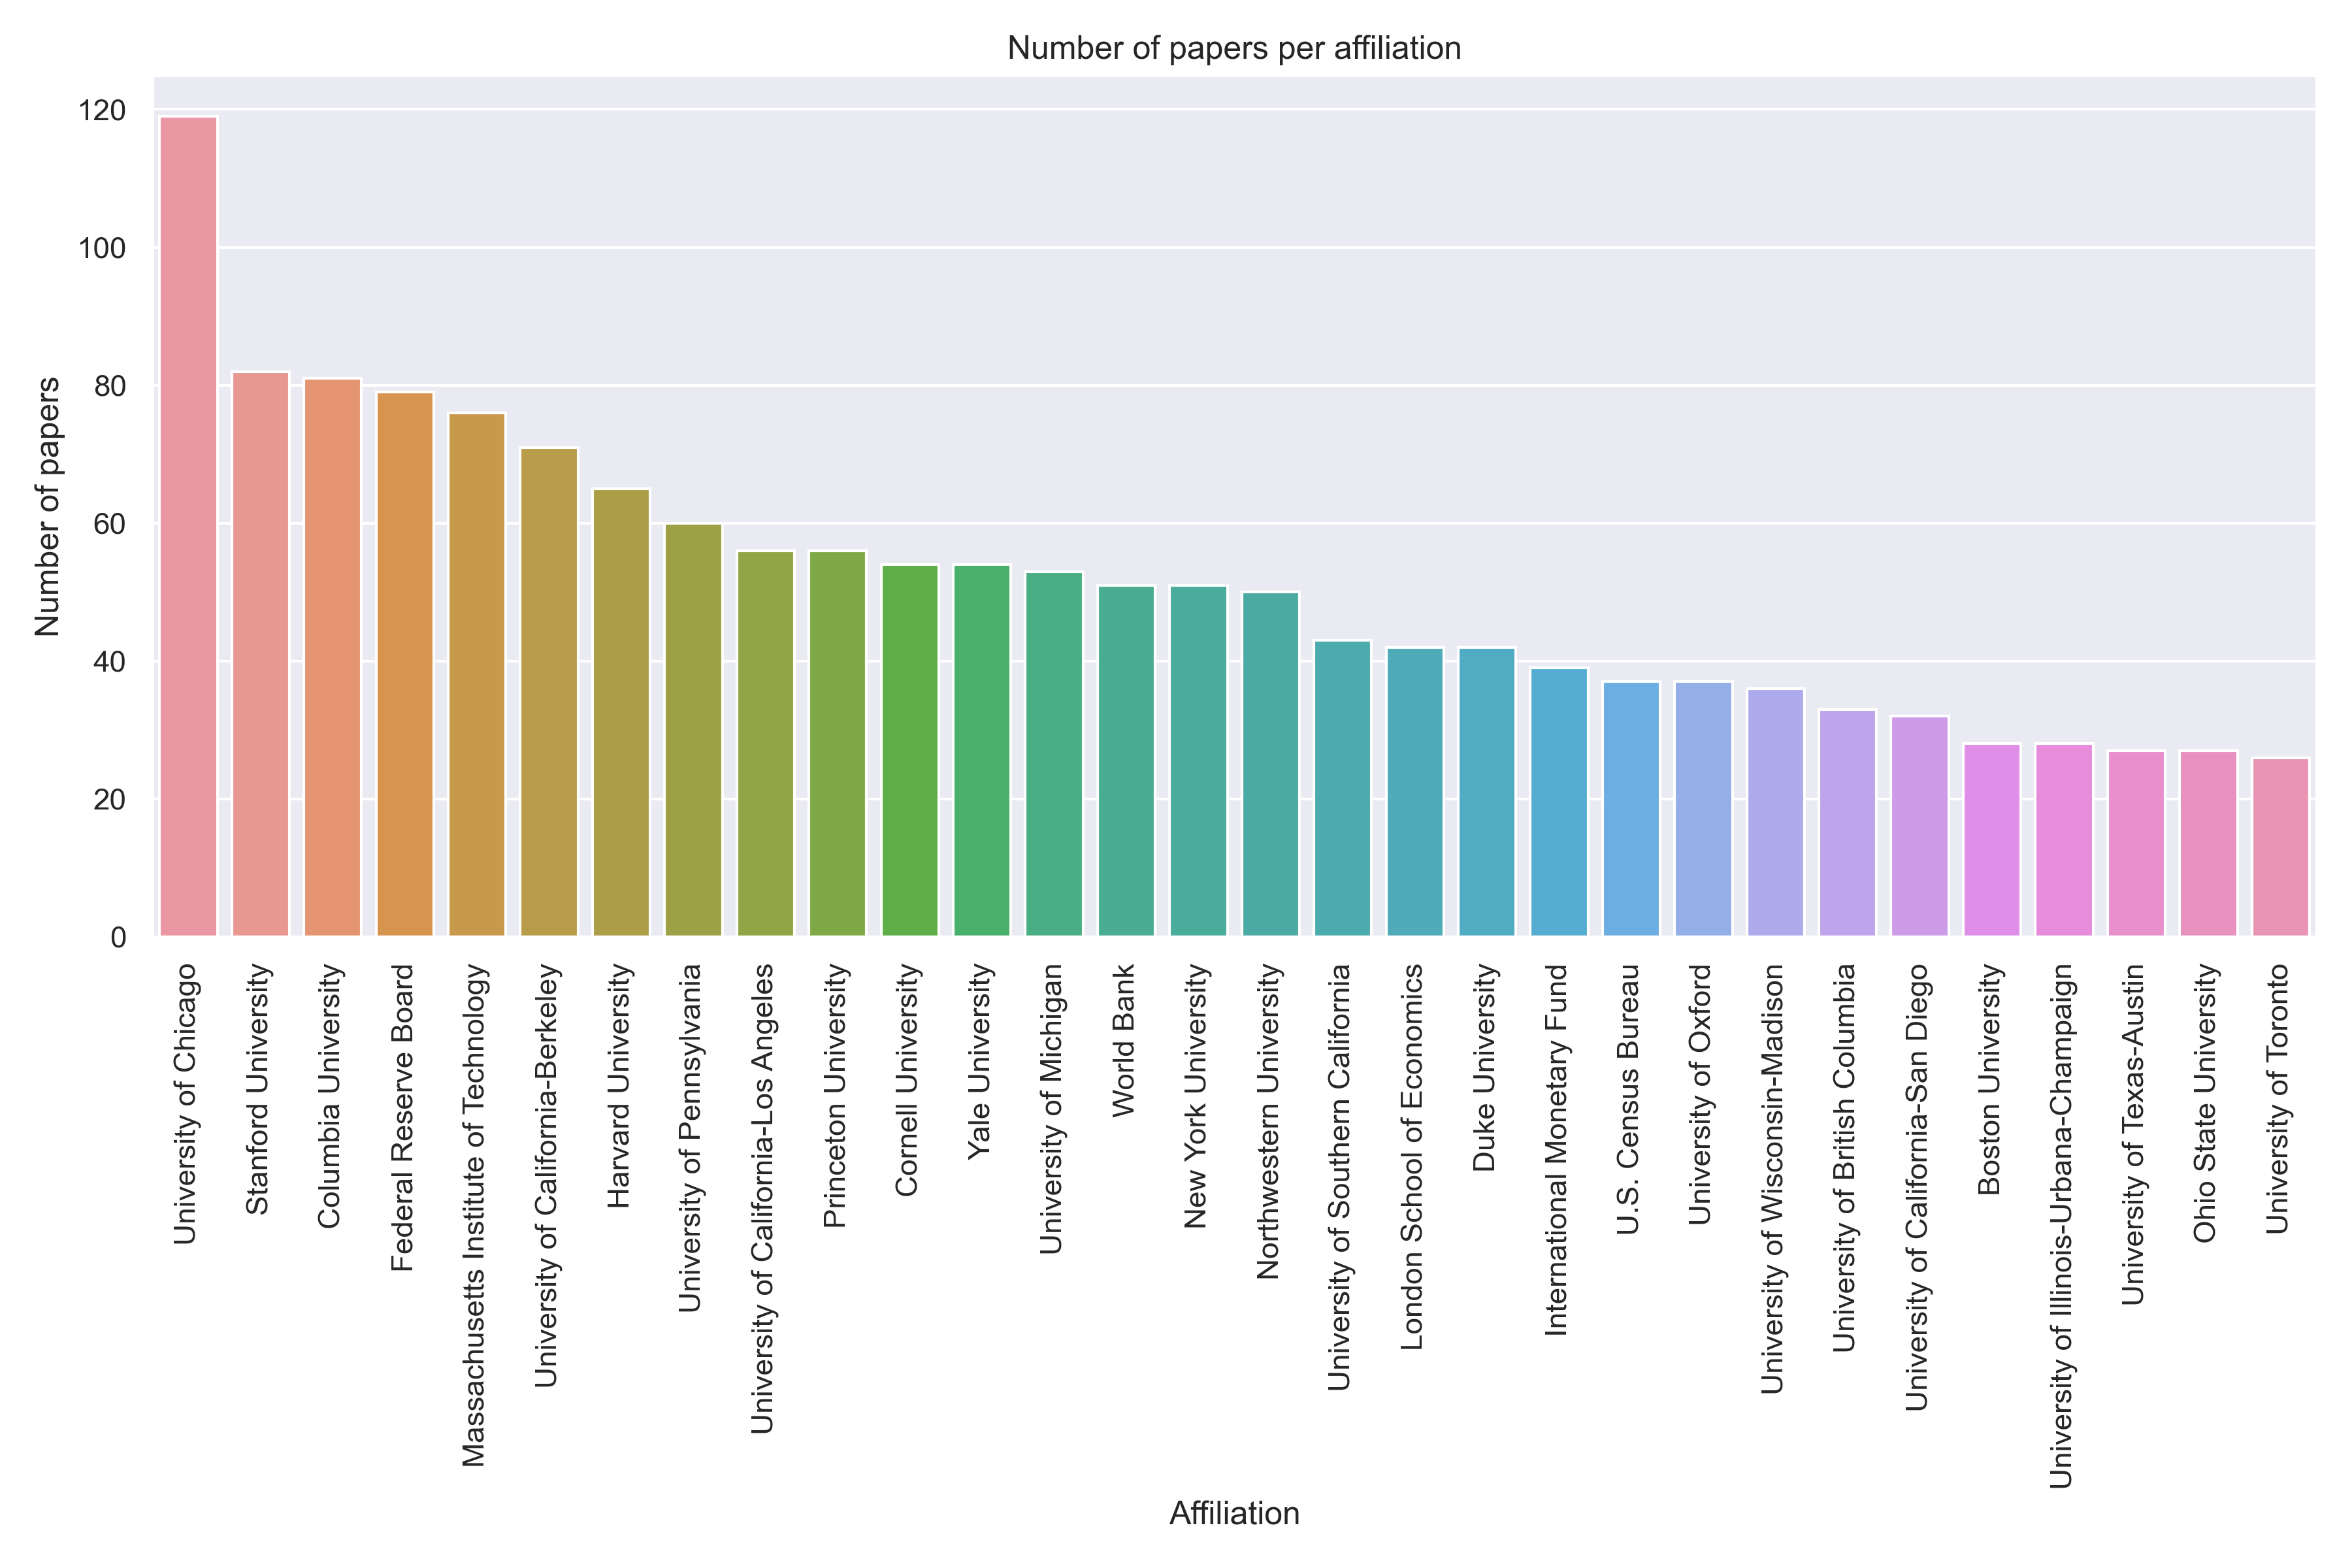 Number of papers per affiliation
Number of papers
120
100
80
60
40
20
0
University of Chicago
Stanford University
Columbia University
Federal Reserve Board
Massachusetts Institute of Technology
University of California-Berkeley
Harvard University
University of Pennsylvania
University of California-Los Angeles
Princeton University
Cornell University
Yale University
University of Michigan
World Bank
New York University
Northwestern University
University of Southern California
London School of Economics
Duke University
International Monetary Fund
U.S. Census Bureau
University of Oxford
University of Wisconsin-Madison
University of British Columbia
University of California-San Diego
Boston University
University of Illinois-Urbana-Champaign
University of Texas-Austin
Ohio State University
University of Toronto
Affiliation